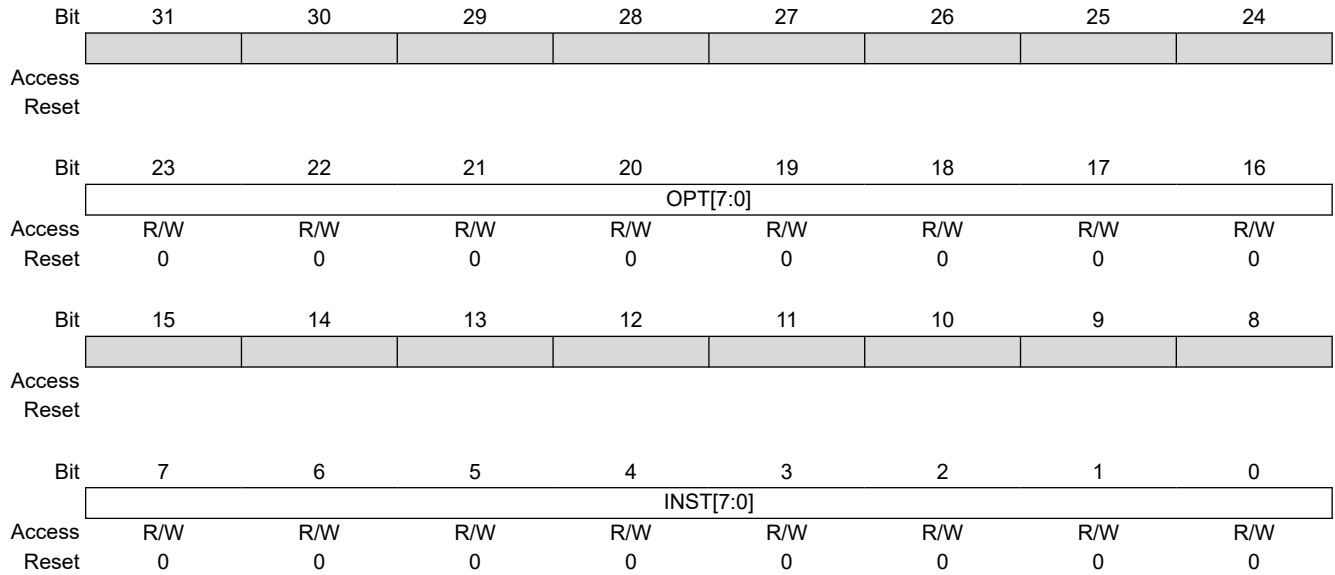 Bit 31 30 29 28 27 26 25 24
Access
Reset
Bit 23 22 21 20 19 18 17 16
OPT[7:0]
Access R/W R/W R/W R/W R/W R/W R/W R/W
Reset 0 0 0 0 0 0 0 0
Bit 15 14 13 12 11 10 9 8
Access
Reset
Bit 7 6 5 4 3 2 1 0
INST[7:0]
Access R/W R/W R/W R/W R/W R/W R/W R/W
Reset 0 0 0 0 0 0 0 0